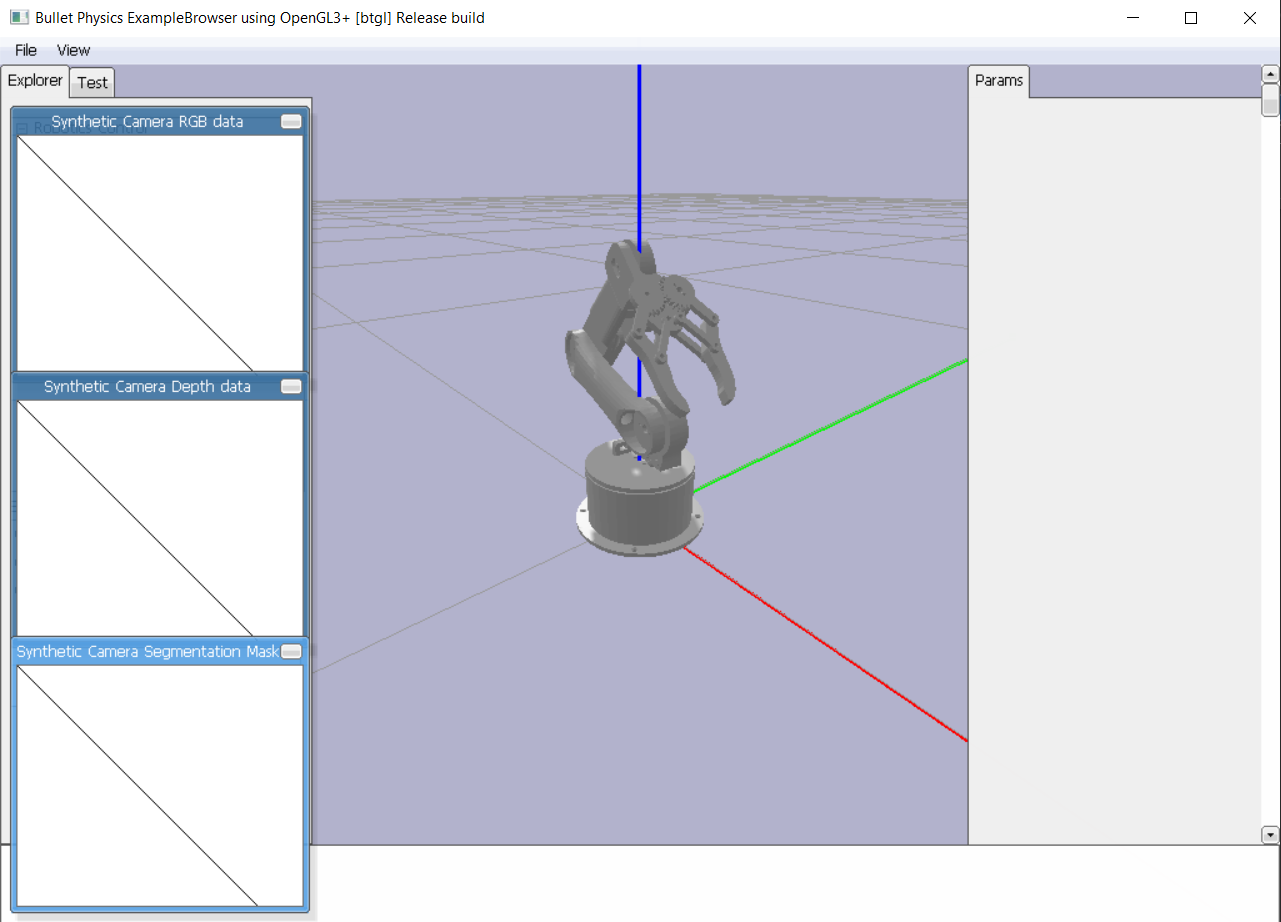 Bullet Physics ExampleBrowser using OpenGL3+ [btgl] Release build
File View
Explorer Test
Params
Synthetic Camera RGB data
Synthetic Camera Depth data
Synthetic Camera Segmentation Mask